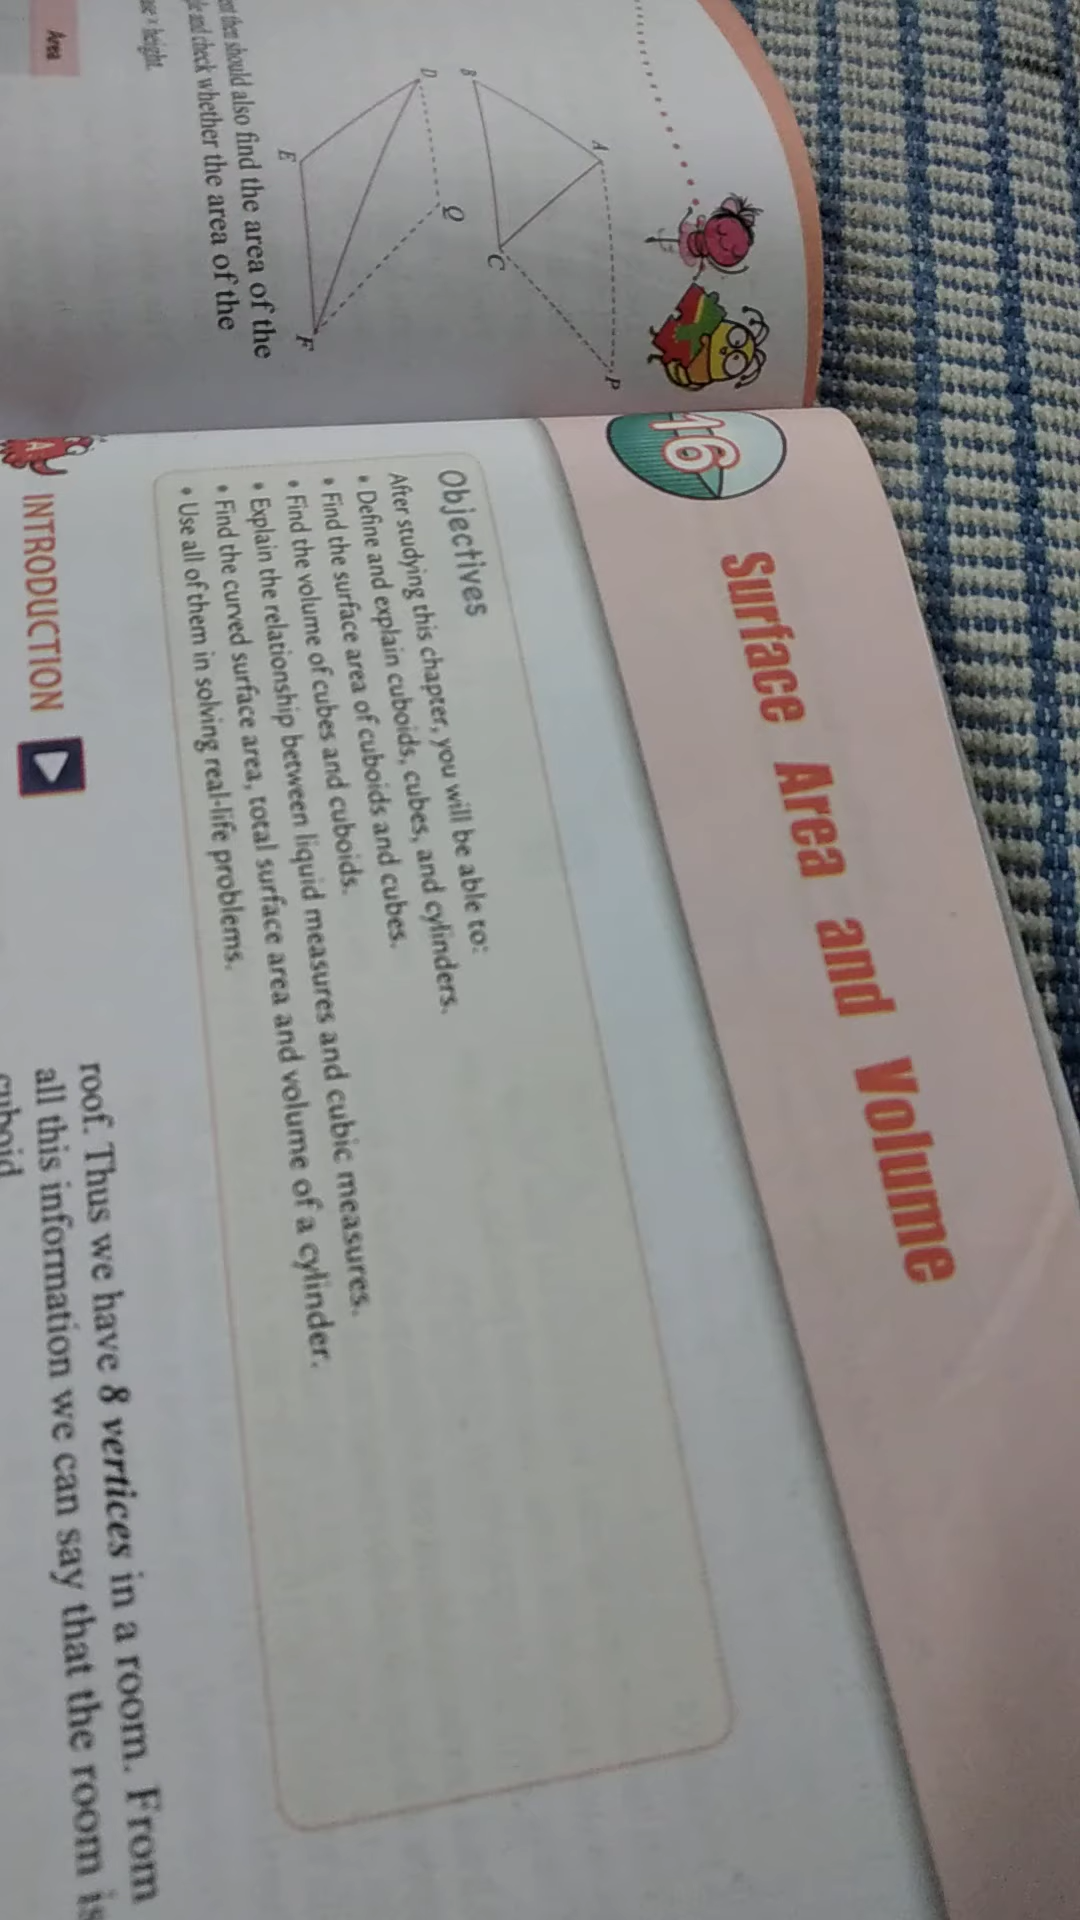 A
P
B
C
D
Q
E
F
then should also find the area of the
and check whether the area of the
height.
Area
16
Surface Area and Volume
Objectives
After studying this chapter, you will be able to:
• Define and explain cuboids, cubes, and cylinders.
• Find the surface area of cuboids and cubes.
• Find the volume of cubes and cuboids.
• Explain the relationship between liquid measures and cubic measures.
• Find the curved surface area, total surface area and volume of a cylinder.
• Use all of them in solving real-life problems.
A
INTRODUCTION
roof. Thus we have 8 vertices in a room. From
all this information we can say that the room is
cuboid